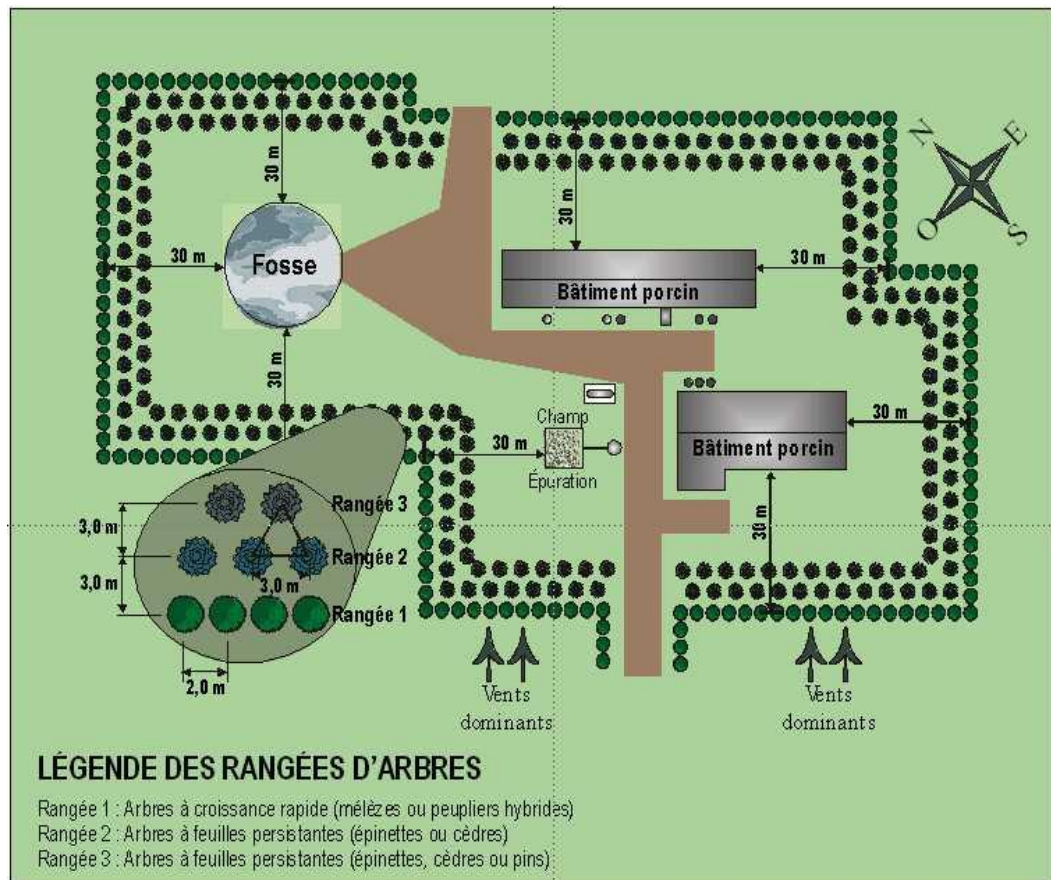 N
E
O
S
30 m
30 m
30 m
30 m
30 m
Fosse
Bâtiment porcin
30 m
Champ
30 m
Épuration
Bâtiment porcin
30 m
30 m
Rangée 3
3,0 m
Rangée 2
3,0 m
3,0 m
Rangée 1
2,0 m
Vents
dominants
Vents
dominants
LÉGENDE DES RANGÉES D'ARBRES
Rangée 1 : Arbres à croissance rapide (mélèzes ou peupliers hybrides)
Rangée 2 : Arbres à feuilles persistantes (épinettes ou cèdres)
Rangée 3 : Arbres à feuilles persistantes (épinettes, cèdres ou pins)